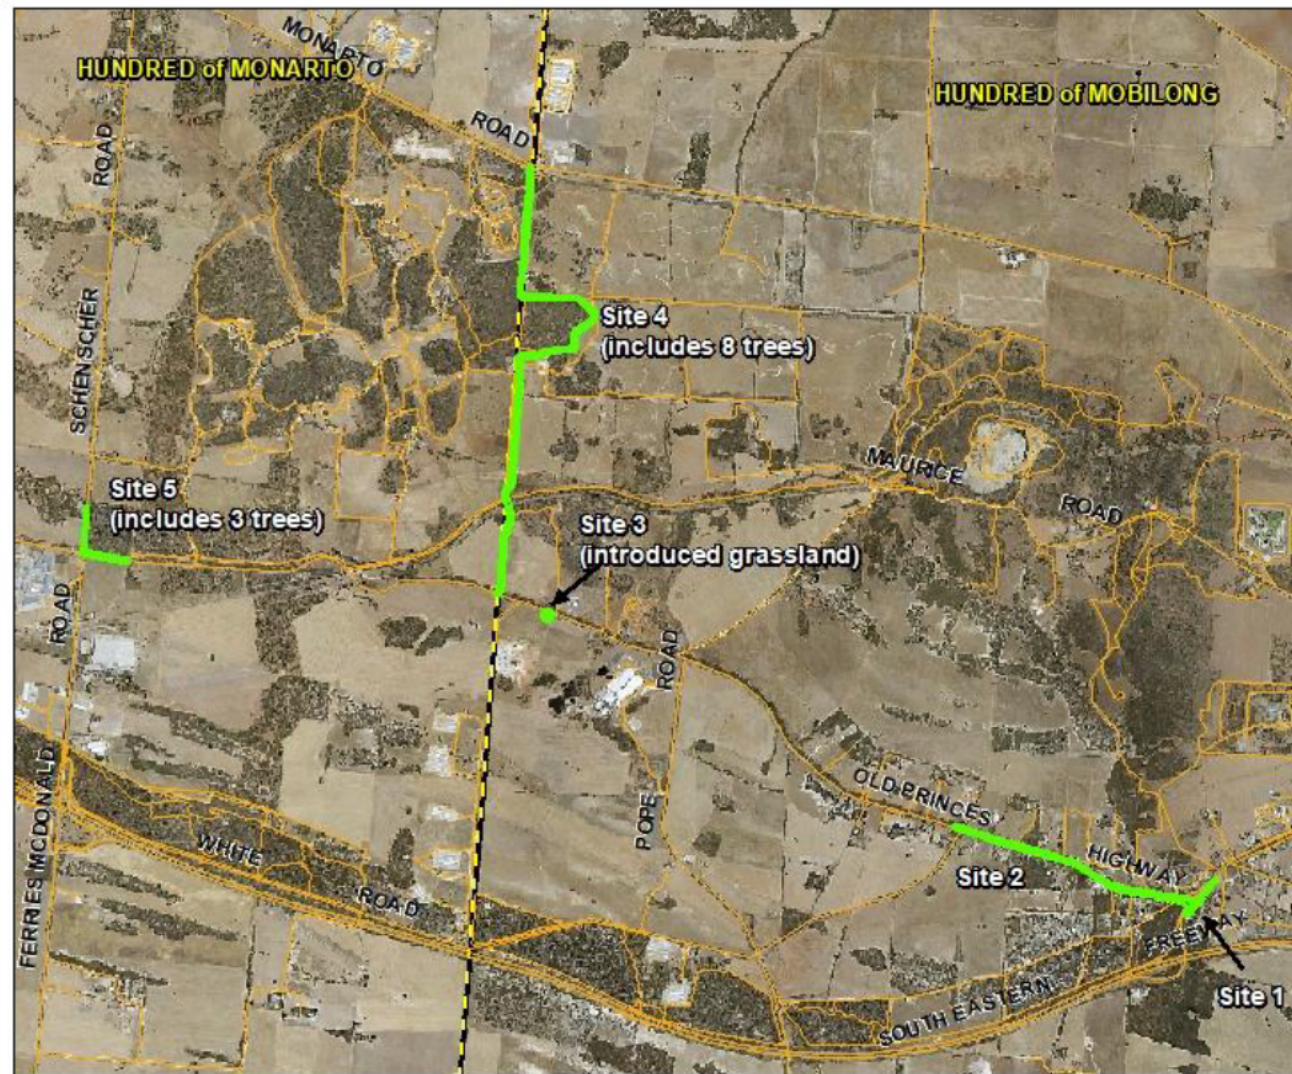 MONARTO
HUNDRED of MONARTO
HUNDRED of MOBILONG
ROAD
ROAD
SCHENSCHER
Site 4
(includes 8 trees)
MAURICE
ROAD
Site 5
(includes 3 trees)
Site 3
(introduced grassland)
ROAD
ROAD
FERRIES MCDONALD
WHITE
ROAD
POPE
OLD PRINCES
HIGHWAY
Site 2
FREEWAY
SOUTH EASTERN
Site 1